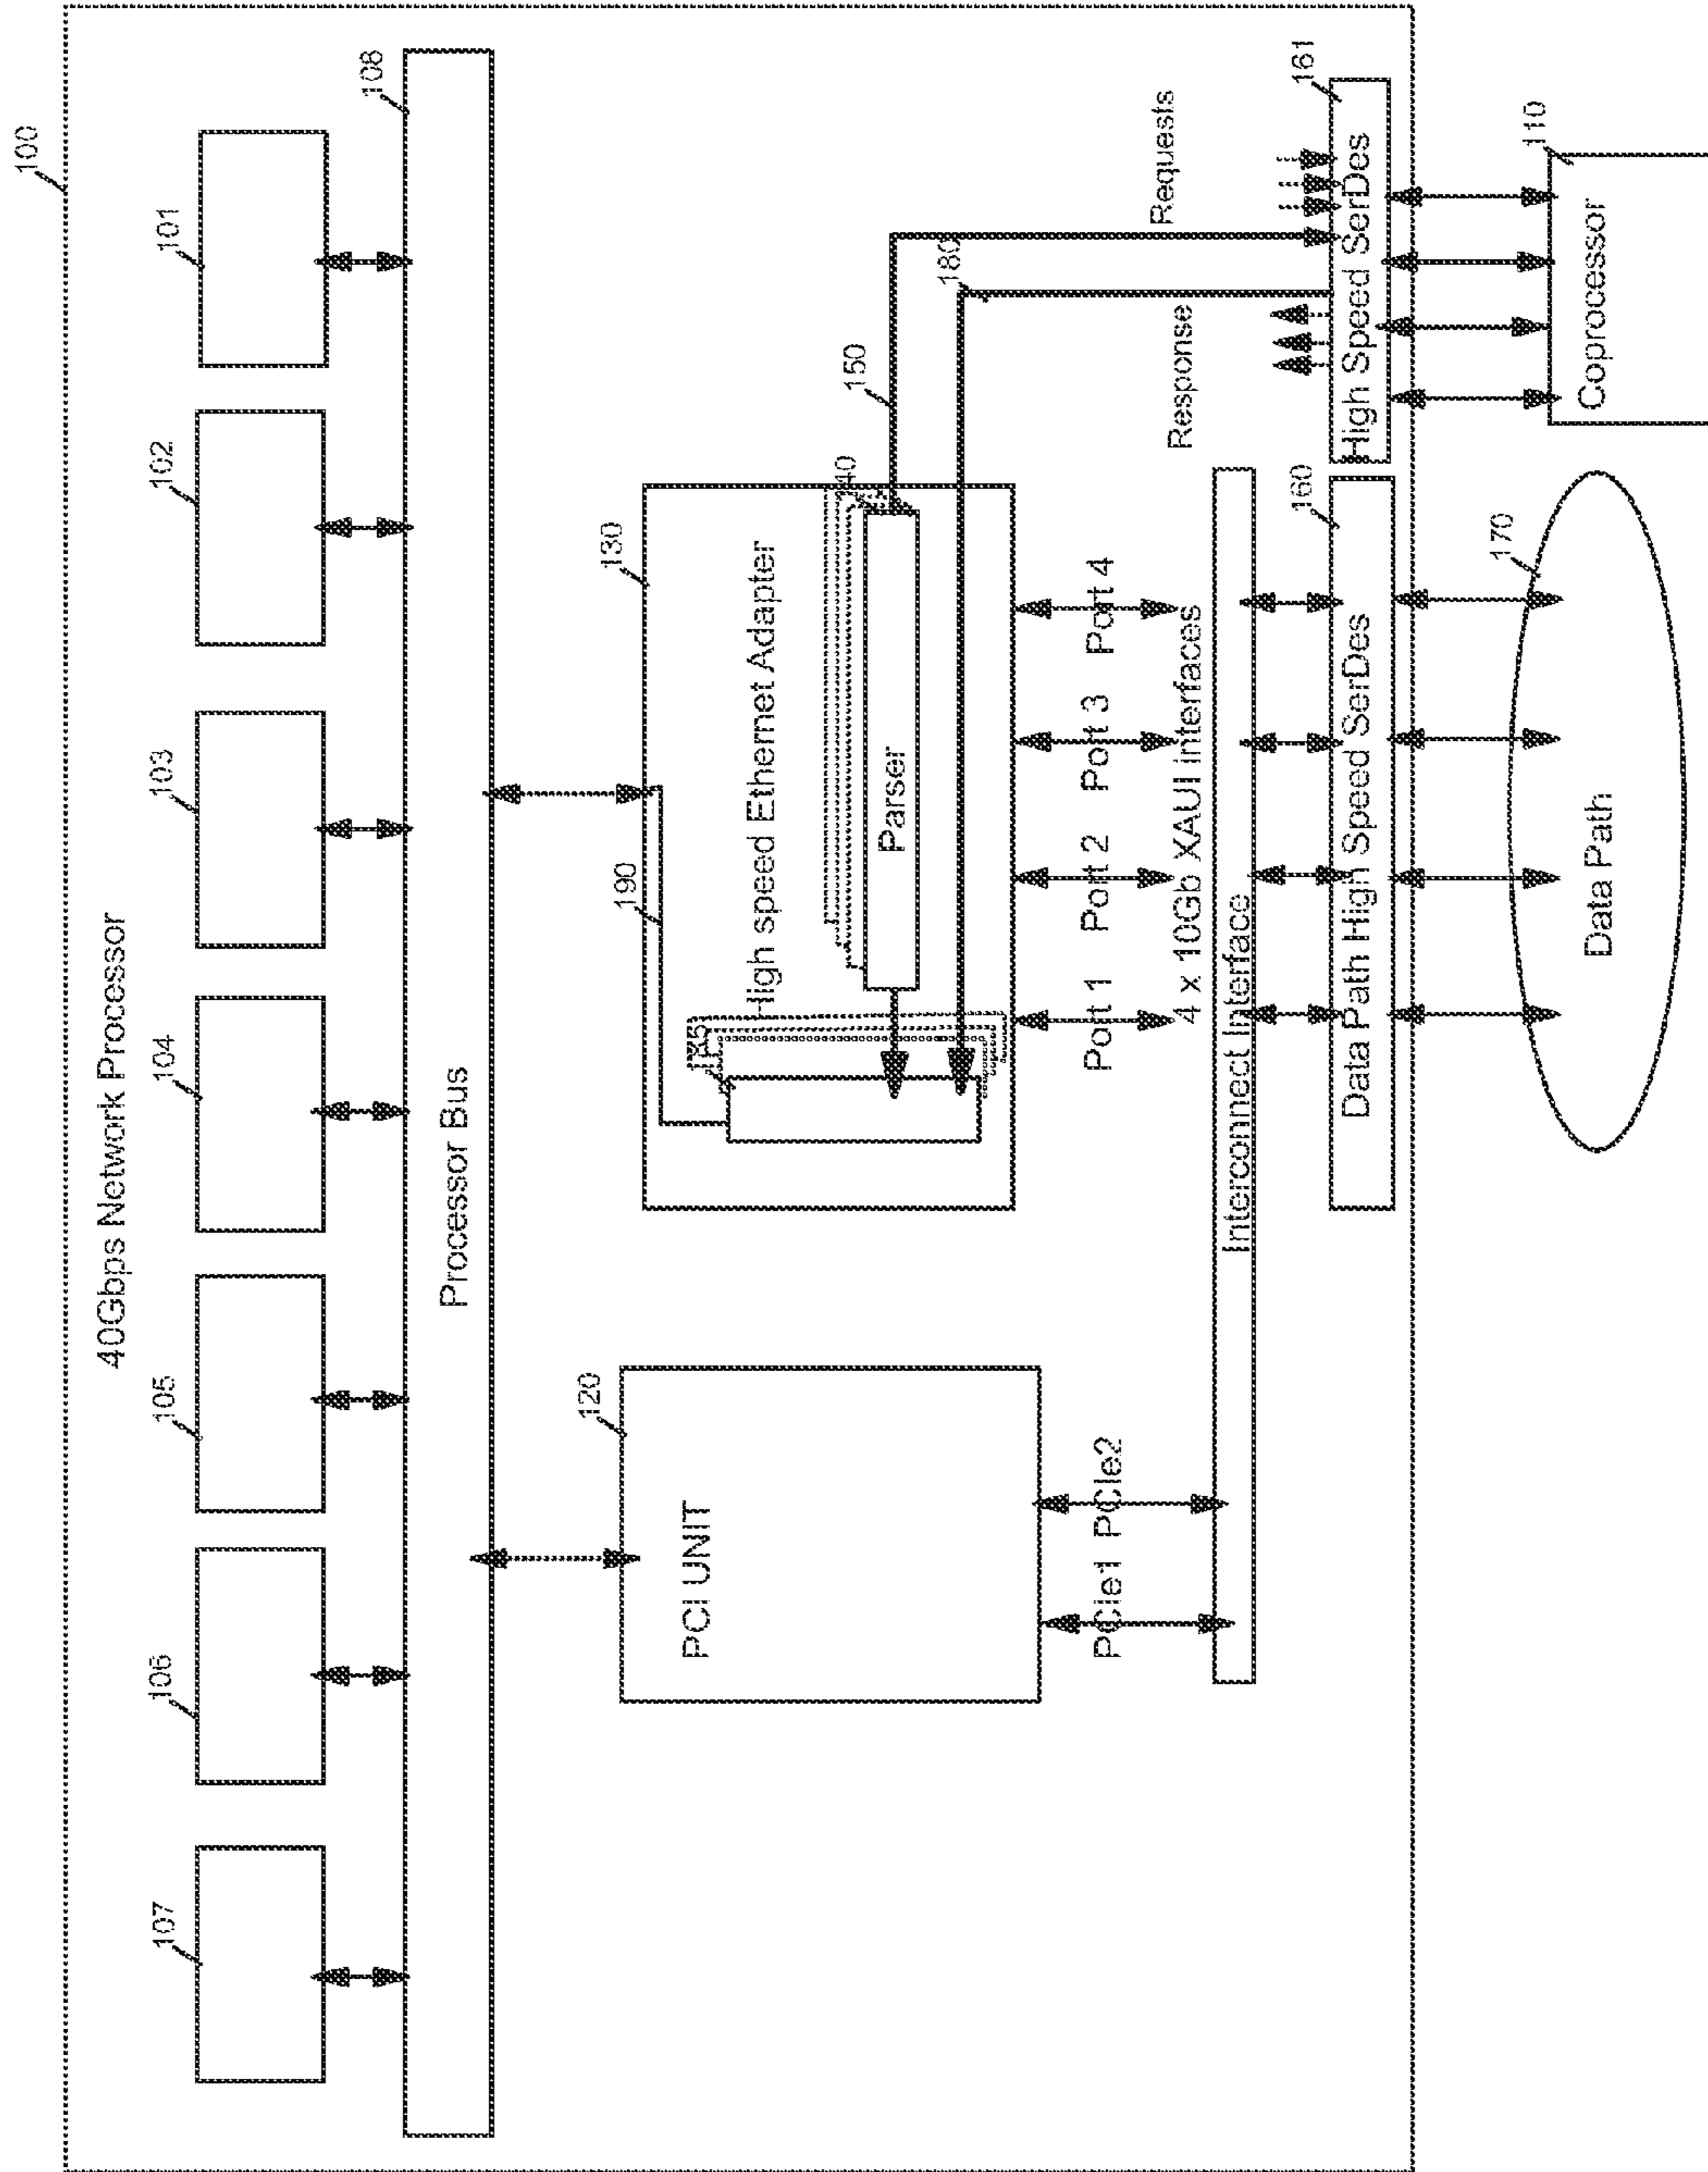 100
40Gbps Network Processor
107
106
105
104
103
102
101
108
Processor Bus
120
PCI UNIT
130
190
High speed Ethernet Adapter
Parser
150
180
PCIe1 PCIe2
Port 1 Port 2 Port 3 Port 4
4 x 10Gb XAUI interfaces
Response
Requests
Interconnect Interface
160
161
Data Path High Speed SerDes
High Speed SerDes
170
110
Data Path
Coprocessor